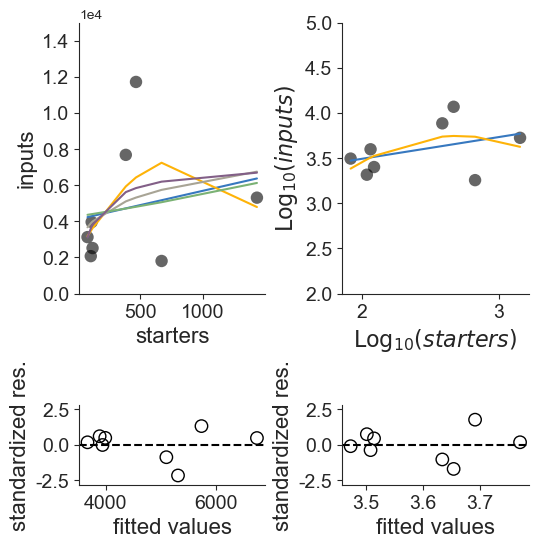 1e4
1.4
1.2
1.0
0.8
0.6
0.4
0.2
0.0
inputs
500 1000
starters
5.0
4.5
4.0
3.5
3.0
2.5
2.0
Log10(inputs)
2 3
Log10(starters)
2.5
0.0
-2.5
standardized res.
4000 6000
fitted values
2.5
0.0
-2.5
standardized res.
3.5 3.6 3.7
fitted values